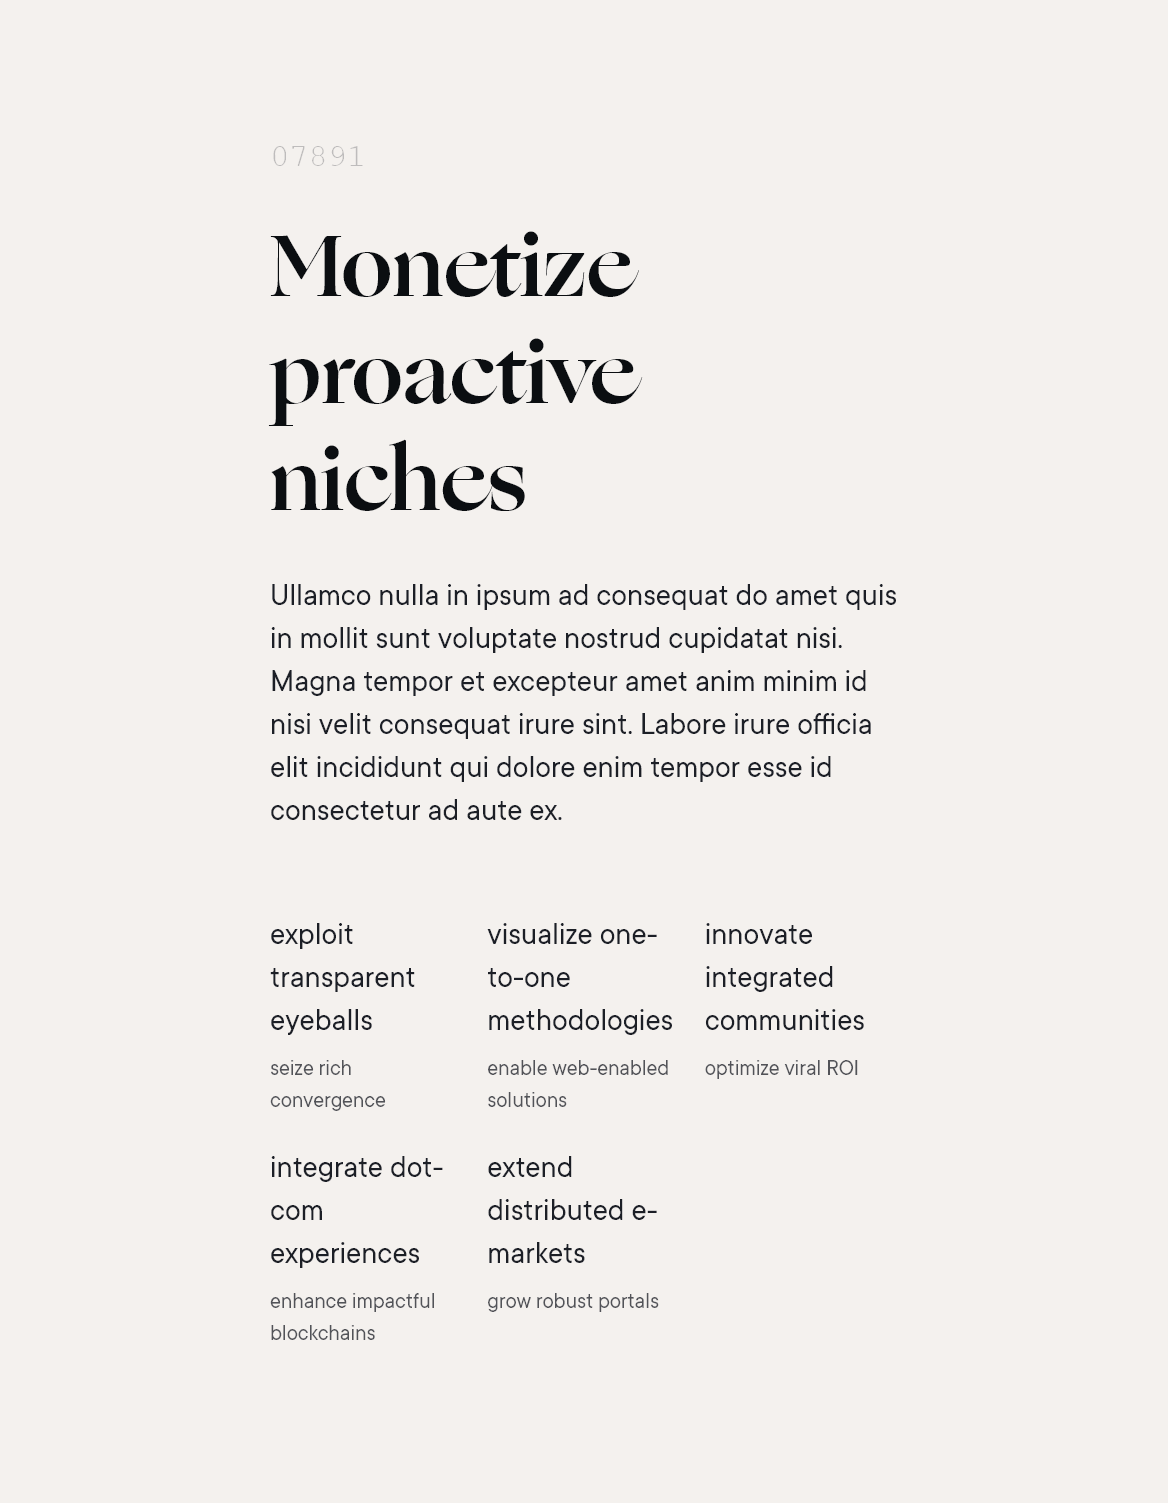 07891
Monetize
proactive
niches
Ullamco nulla in ipsum ad consequat do amet quis
in mollit sunt voluptate nostrud cupidatat nisi.
Magna tempor et excepteur amet anim minim id
nisi velit consequat irure sint. Labore irure officia
elit incididunt qui dolore enim tempor esse id
consectetur ad aute ex.
exploit
transparent
eyeballs
seize rich
convergence
visualize one-
to-one
methodologies
enable web-enabled
solutions
innovate
integrated
communities
optimize viral ROI
integrate dot-
com
experiences
enhance impactful
blockchains
extend
distributed e-
markets
grow robust portals